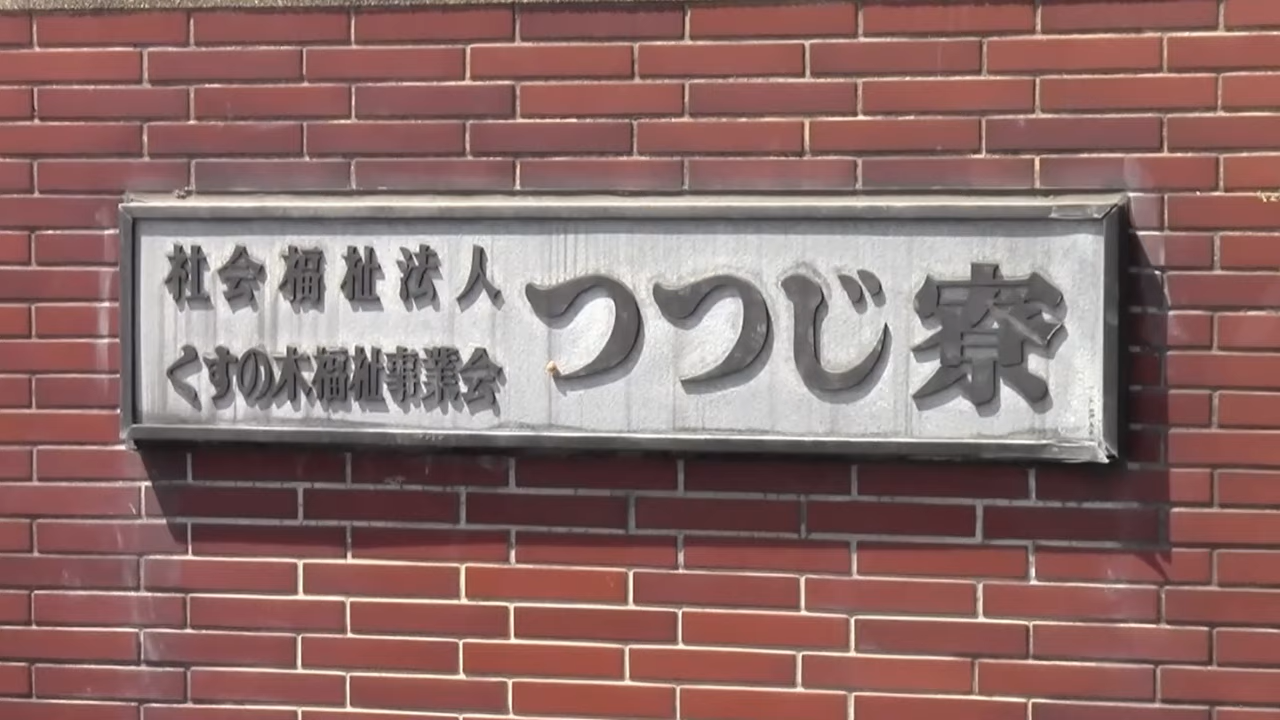 社会福祉法人
くすの木福祉事業会
つつじ寮